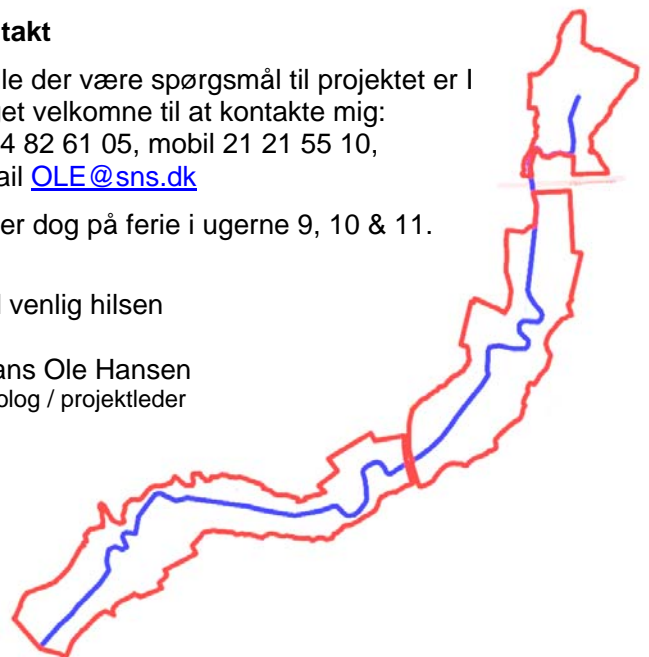 takt
le der være spørgsmål til projektet er I
get velkomne til at kontakte mig:
4 82 61 05, mobil 21 21 55 10,
ail OLE@sns.dk
er dog på ferie i ugerne 9, 10 & 11.
l venlig hilsen
ans Ole Hansen
olog / projektleder